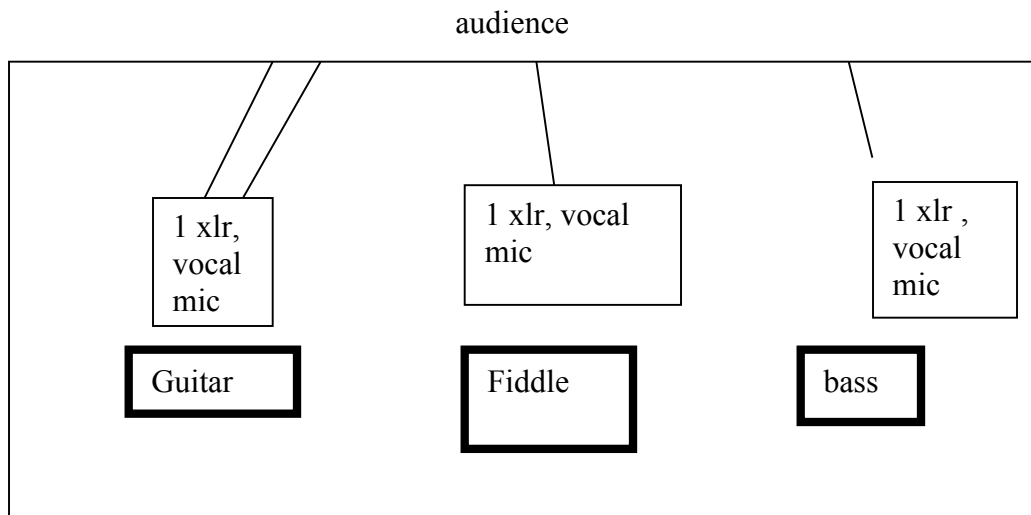 audience
1 xlr,
vocal
mic
1 xlr, vocal
mic
1 xlr ,
vocal
mic
Guitar
Fiddle
bass